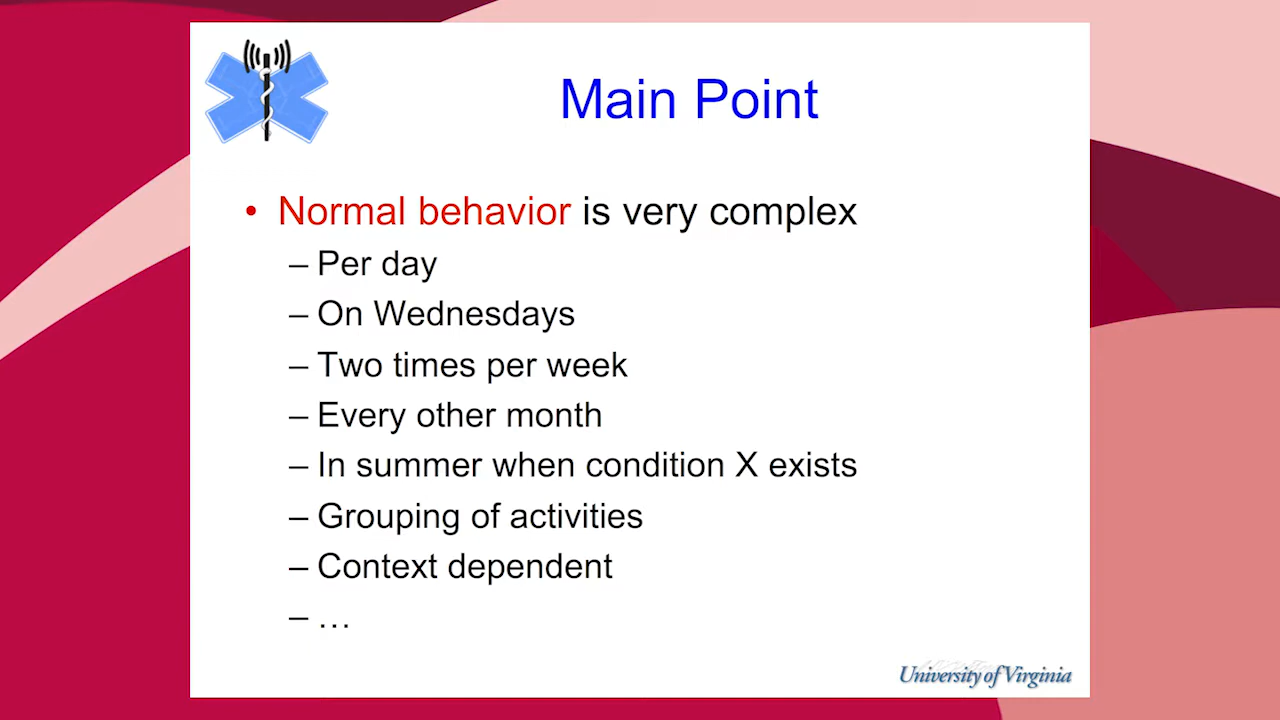 Main Point
• Normal behavior is very complex
– Per day
– On Wednesdays
– Two times per week
– Every other month
– In summer when condition X exists
– Grouping of activities
– Context dependent
– …
University of Virginia